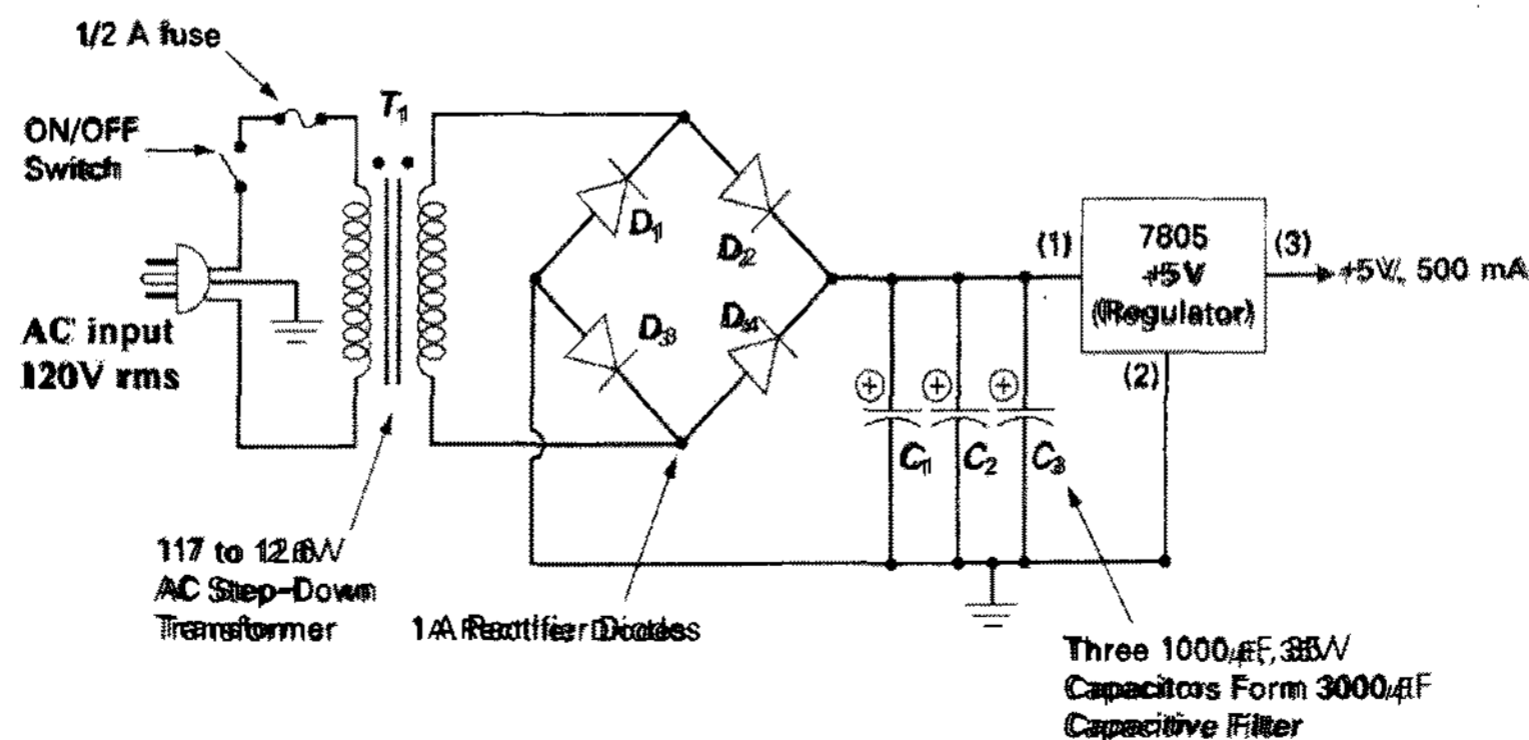 1/2 A fuse
T1
ON/OFF
Switch
D1
D2
D3
D4
7805
+5V
(Regulator)
(1)
(3)
(2)
+5V, 500 mA
AC input
120V rms
C1
C2
C3
117 to 12.6V
AC Step-Down
Transformer
1 A Rectifier Diodes
Three 1000μF, 35V
Capacitors Form 3000μF
Capacitive Filter